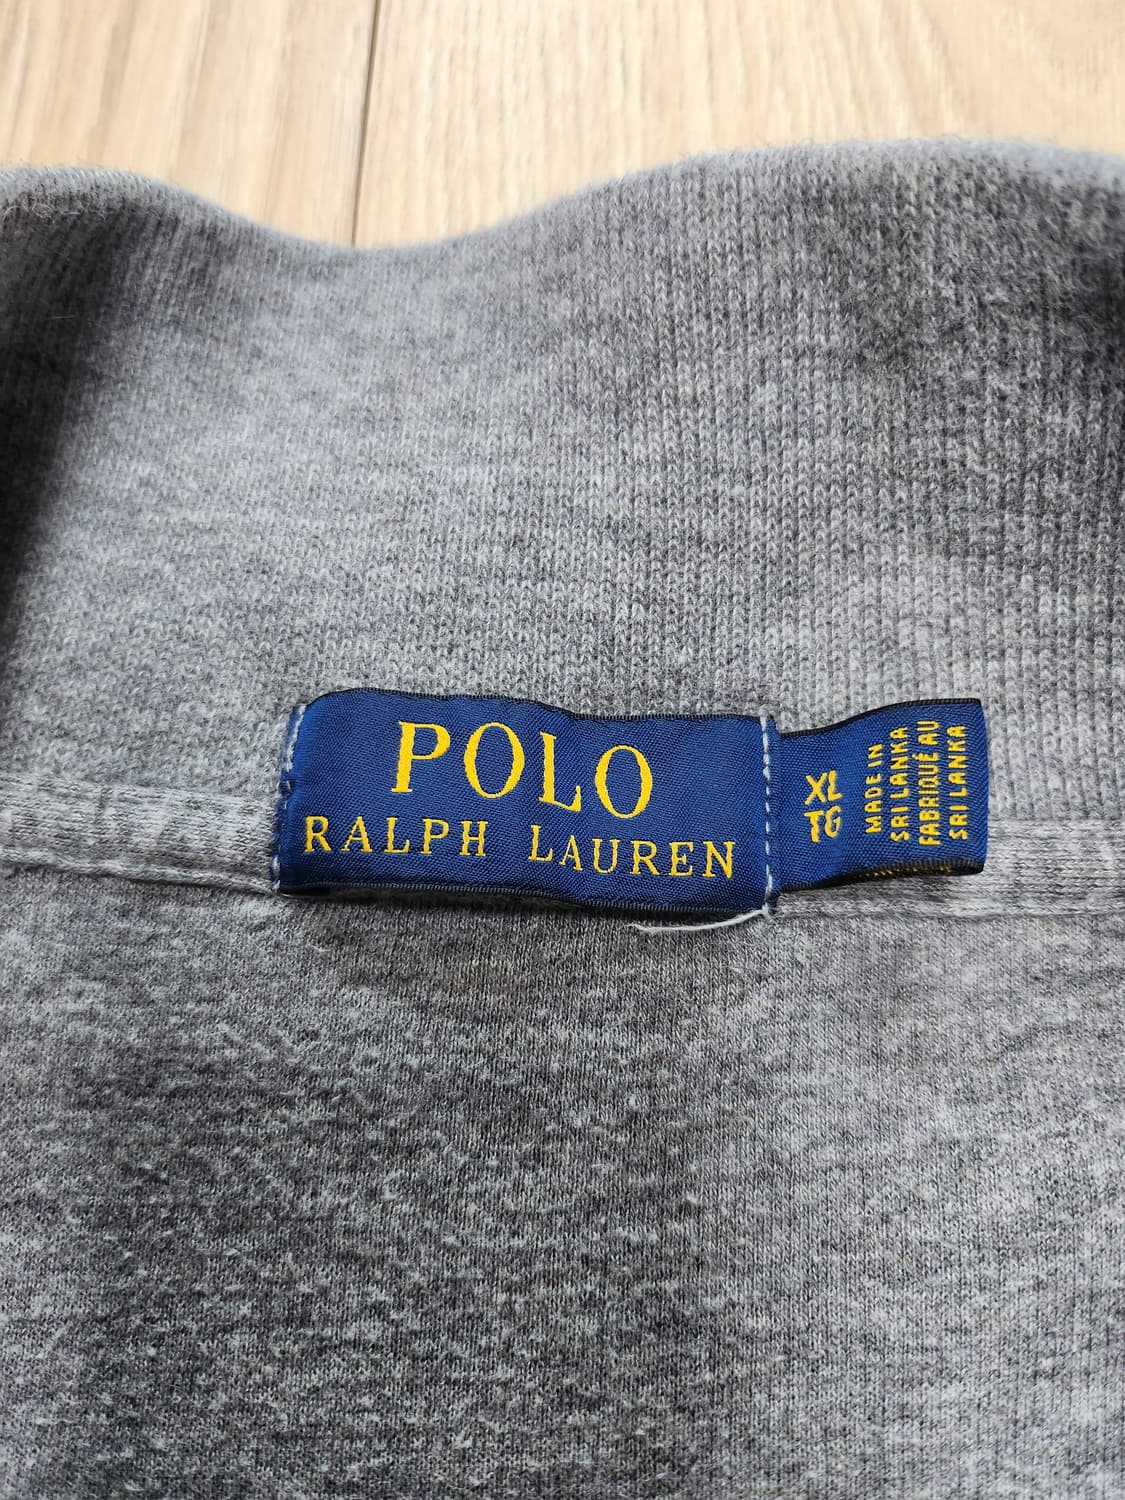 POLO
RALPH LAUREN
XL
TG
MADE IN
SRI LANKA
FABRIQUÉ AU
SRI LANKA